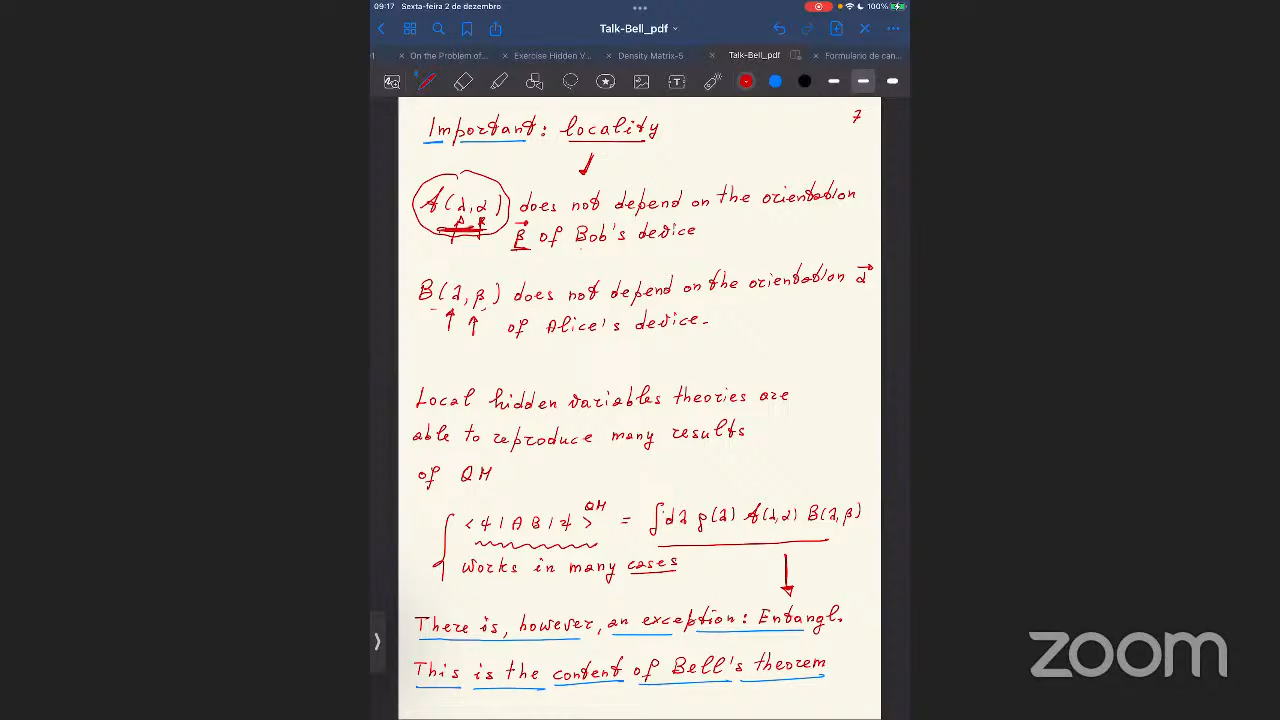 09:17 Sexta-feira 2 de dezembro
100%
Talk-Bell_pdf
On the Problem of...
Exercise Hidden V...
Density Matrix-5
Talk-Bell_pdf
Formulario de can...
7
Important: locality
A(λ,α) does not depend on the orientation
β of Bob's device
B(λ,β) does not depend on the orientation α
of Alice's device.
Local hidden variables theories are
able to reproduce many results
of QM
<ψ|AB|ψ>^QM = ∫dλ ρ(λ) A(λ,α) B(λ,β)
works in many cases
There is, however, an exception: Entangl.
This is the content of Bell's theorem
zoom